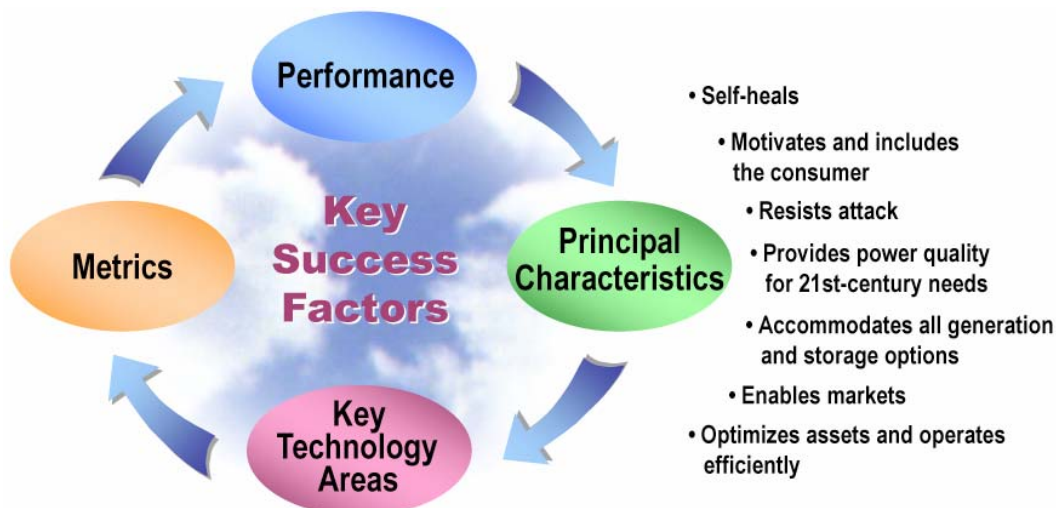 Performance
Key
Success
Factors
Metrics
Principal
Characteristics
Key
Technology
Areas
• Self-heals
• Motivates and includes
the consumer
• Resists attack
• Provides power quality
for 21st-century needs
• Accommodates all generation
and storage options
• Enables markets
• Optimizes assets and operates
efficiently